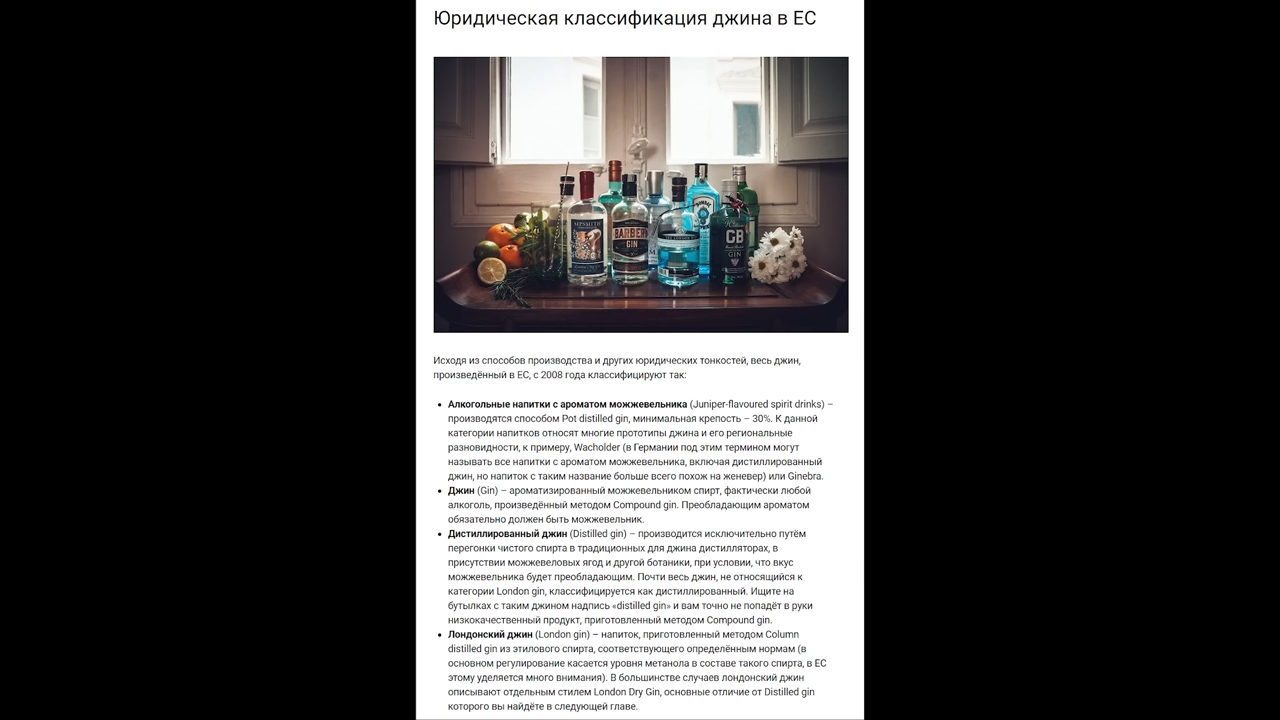 Юридическая классификация джина в ЕС
SIPSMITH
BARBER
GIN
BOMBAY
GB
GIN
Исходя из способов производства и других юридических тонкостей, весь джин,
произведённый в ЕС, с 2008 года классифицируют так:
• Алкогольные напитки с ароматом можжевельника (Juniper-flavoured spirit drinks) –
производятся способом Pot distilled gin, минимальная крепость – 30%. К данной
категории напитков относят многие прототипы джина и его региональные
разновидности, к примеру, Wacholder (в Германии под этим термином могут
называть все напитки с ароматом можжевельника, включая дистиллированный
джин, но напиток с таким название больше всего похож на женевер) или Ginebra.
• Джин (Gin) – ароматизированный можжевельником спирт, фактически любой
алкоголь, произведённый методом Compound gin. Преобладающим ароматом
обязательно должен быть можжевельник.
• Дистиллированный джин (Distilled gin) – производится исключительно путём
перегонки чистого спирта в традиционных для джина дистилляторах, в
присутствии можжевеловых ягод и другой ботаники, при условии, что вкус
можжевельника будет преобладающим. Почти весь джин, не относящийся к
категории London gin, классифицируется как дистиллированный. Ищите на
бутылках с таким джином надпись «distilled gin» и вам точно не попадёт в руки
низкокачественный продукт, приготовленный методом Compound gin.
• Лондонский джин (London gin) – напиток, приготовленный методом Column
distilled gin из этилового спирта, соответствующего определённым нормам (в
основном регулирование касается уровня метанола в составе такого спирта, в ЕС
этому уделяется много внимания). В большинстве случаев лондонский джин
описывают отдельным стилем London Dry Gin, основные отличие от Distilled gin
которого вы найдёте в следующей главе.